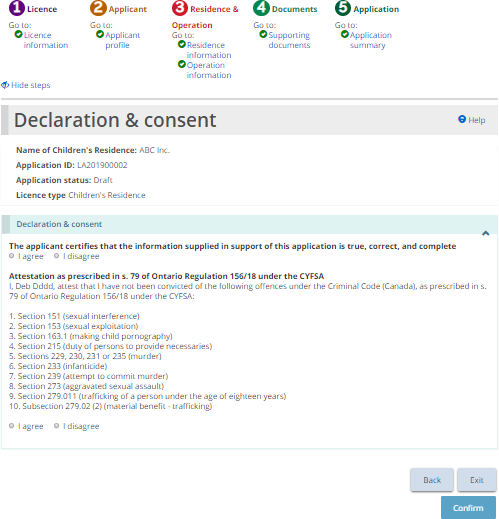 1 Licence
Go to:
Licence
information
2 Applicant
Go to:
Applicant
profile
3 Residence &
Operation
Go to:
Residence
information
Operation
information
4 Documents
Go to:
Supporting
documents
5 Application
Go to:
Application
summary
Hide steps
Declaration & consent
Help
Name of Children's Residence: ABC Inc.
Application ID: LA201900002
Application status: Draft
Licence type Children's Residence
Declaration & consent
The applicant certifies that the information supplied in support of this application is true, correct, and complete
I agree I disagree
Attestation as prescribed in s. 79 of Ontario Regulation 156/18 under the CYFSA
I, Deb Dddd, attest that I have not been convicted of the following offences under the Criminal Code (Canada), as prescribed in s.
79 of Ontario Regulation 156/18 under the CYFSA:
1. Section 151 (sexual interference)
2. Section 153 (sexual exploitation)
3. Section 163.1 (making child pornography)
4. Section 215 (duty of persons to provide necessaries)
5. Sections 229, 230, 231 or 235 (murder)
6. Section 233 (infanticide)
7. Section 239 (attempt to commit murder)
8. Section 273 (aggravated sexual assault)
9. Section 279.011 (trafficking of a person under the age of eighteen years)
10. Subsection 279.02 (2) (material benefit - trafficking)
I agree I disagree
Back Exit
Confirm